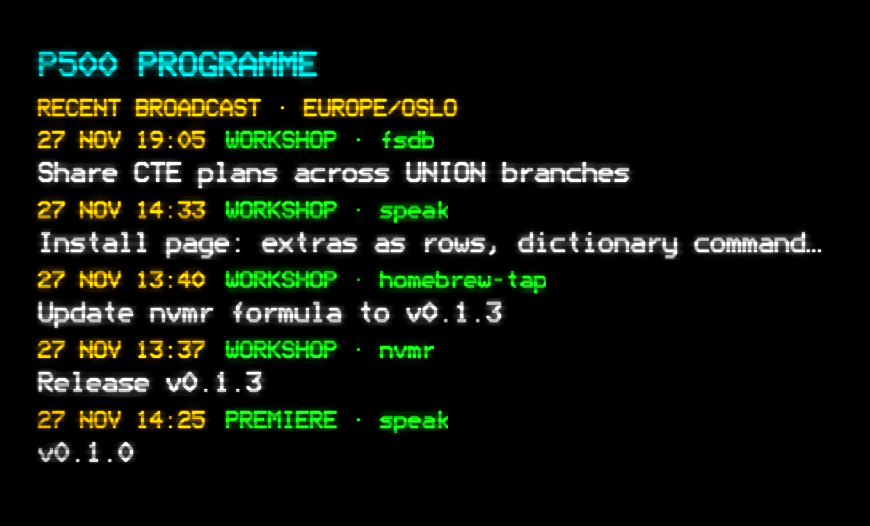 P500 PROGRAMME
RECENT BROADCAST · EUROPE/OSLO
27 NOV 19:05 WORKSHOP · fsdb
Share CTE plans across UNION branches
27 NOV 14:33 WORKSHOP · speak
Install page: extras as rows, dictionary command…
27 NOV 13:40 WORKSHOP · homebrew-tap
Update nvmr formula to v0.1.3
27 NOV 13:37 WORKSHOP · nvmr
Release v0.1.3
27 NOV 14:25 PREMIERE · speak
v0.1.0